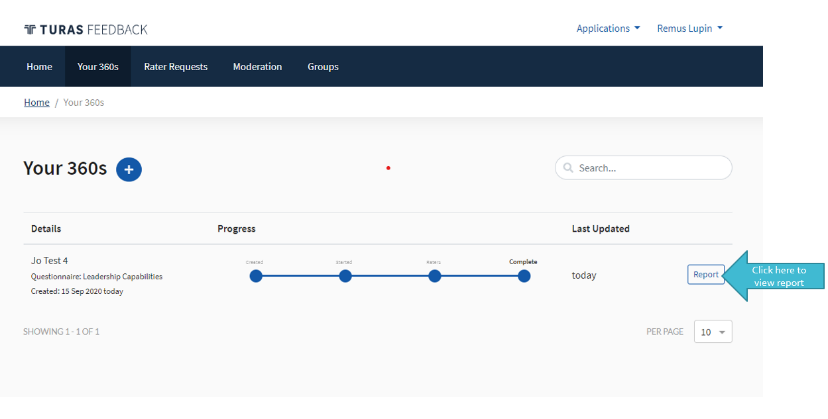 TURAS FEEDBACK
Applications
Remus Lupin
Home
Your 360s
Rater Requests
Moderation
Groups
Home / Your 360s
Your 360s
Search...
Details
Progress
Last Updated
Jo Test 4
Questionnaire: Leadership Capabilities
Created: 15 Sep 2020 today
Created
Started
Raters
Complete
today
Report
Click here to
view report
SHOWING 1 - 1 OF 1
PER PAGE
10